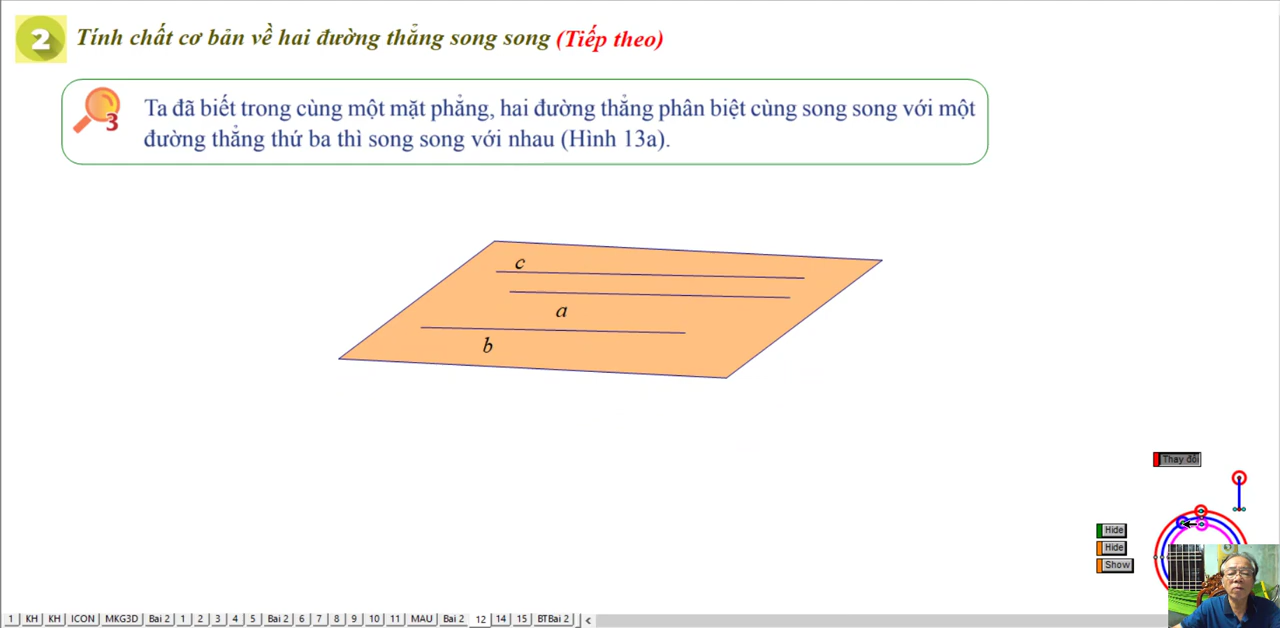 2 Tính chất cơ bản về hai đường thẳng song song (Tiếp theo)
3 Ta đã biết trong cùng một mặt phẳng, hai đường thẳng phân biệt cùng song song với một
đường thẳng thứ ba thì song song với nhau (Hình 13a).
c
a
b
Thay đổi
Hide
Hide
Show
1 KH KH ICON MKG3D Bai 2 1 2 3 4 5 Bai 2 6 7 8 9 10 11 MAU Bai 2 12 14 15 BTBai 2 <